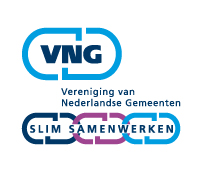 VNG
Vereniging van
Nederlandse Gemeenten
SLIM SAMENWERKEN